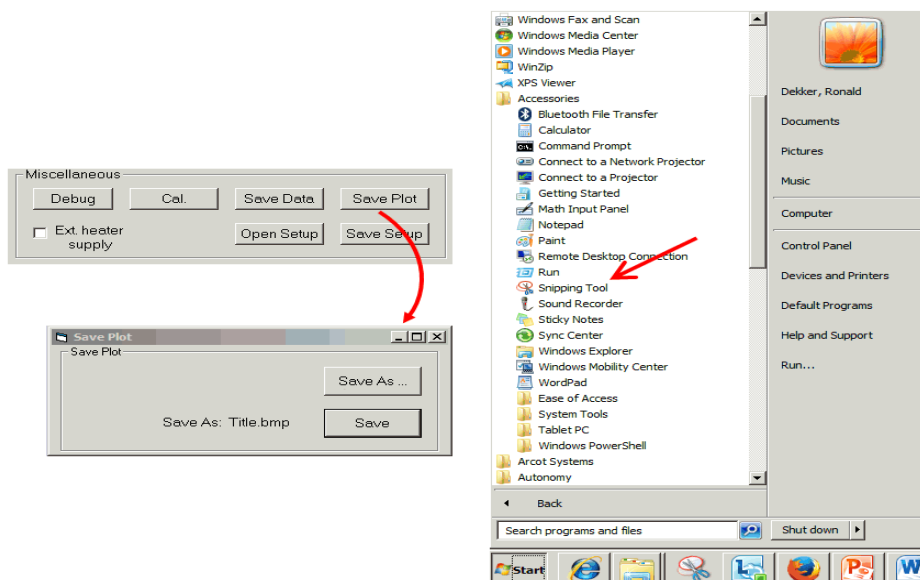 Miscellaneous
Debug
Cal.
Save Data
Save Plot
Ext. heater
supply
Open Setup
Save Setup
Save Plot
Save Plot
Save As ...
Save As: Title.bmp
Save
Windows Fax and Scan
Windows Media Center
Windows Media Player
WinZip
XPS Viewer
Accessories
Bluetooth File Transfer
Calculator
Command Prompt
Connect to a Network Projector
Connect to a Projector
Getting Started
Math Input Panel
Notepad
Paint
Remote Desktop Connection
Run
Snipping Tool
Sound Recorder
Sticky Notes
Sync Center
Windows Explorer
Windows Mobility Center
WordPad
Ease of Access
System Tools
Tablet PC
Windows PowerShell
Arcot Systems
Autonomy
Back
Search programs and files
Dekker, Ronald
Documents
Pictures
Music
Computer
Control Panel
Devices and Printers
Default Programs
Help and Support
Run...
Shut down
Start